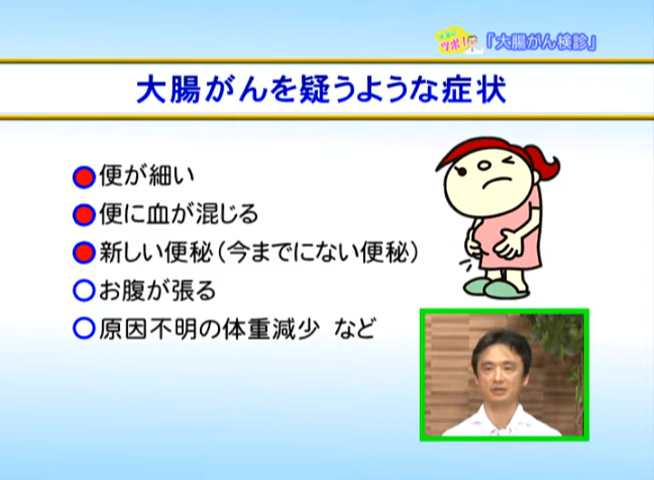 ツボ!
「大腸がん検診」
大腸がんを疑うような症状
便が細い
便に血が混じる
新しい便秘(今までにない便秘)
お腹が張る
原因不明の体重減少 など